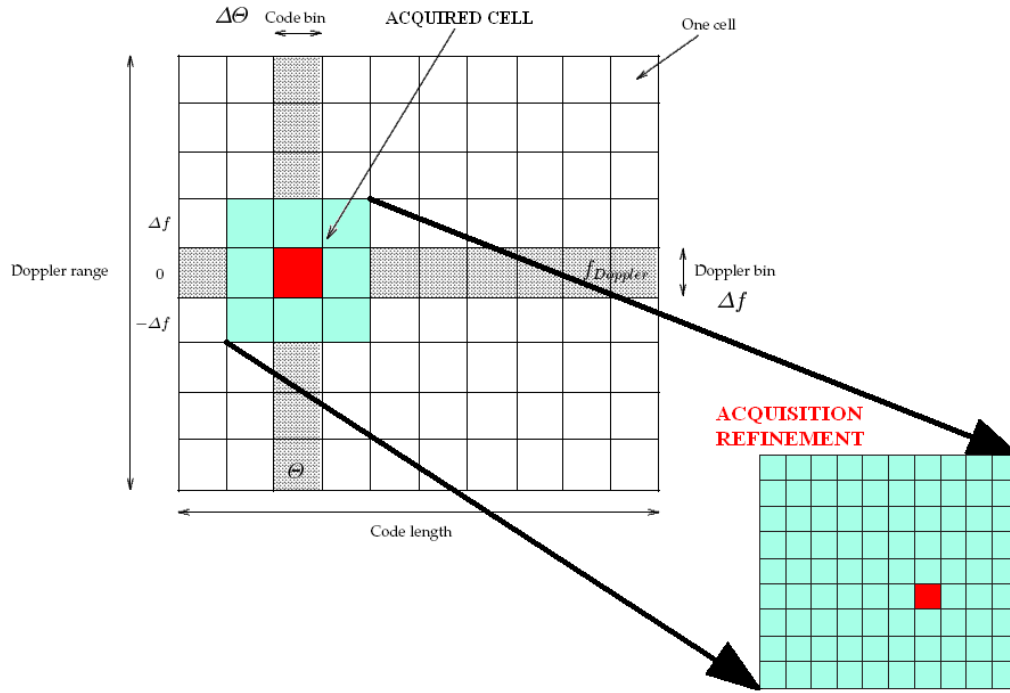 ΔΘ
Code bin
ACQUIRED CELL
One cell
Δf
Doppler range
0
f_Doppler
Doppler bin
Δf
−Δf
ACQUISITION
REFINEMENT
Θ
Code length